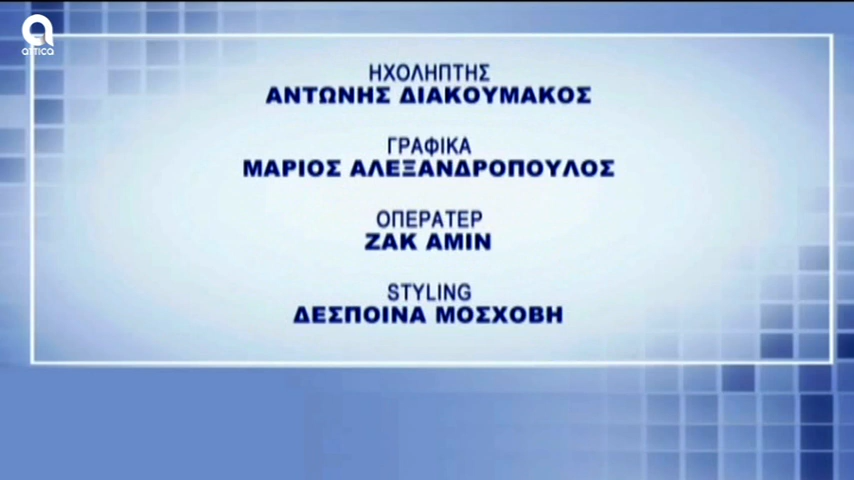 ATTICA
ΗΧΟΛΗΠΤΗΣ
ΑΝΤΩΝΗΣ ΔΙΑΚΟΥΜΑΚΟΣ
ΓΡΑΦΙΚΑ
ΜΑΡΙΟΣ ΑΛΕΞΑΝΔΡΟΠΟΥΛΟΣ
ΟΠΕΡΑΤΕΡ
ΖΑΚ ΑΜΙΝ
STYLING
ΔΕΣΠΟΙΝΑ ΜΟΣΧΟΒΗ